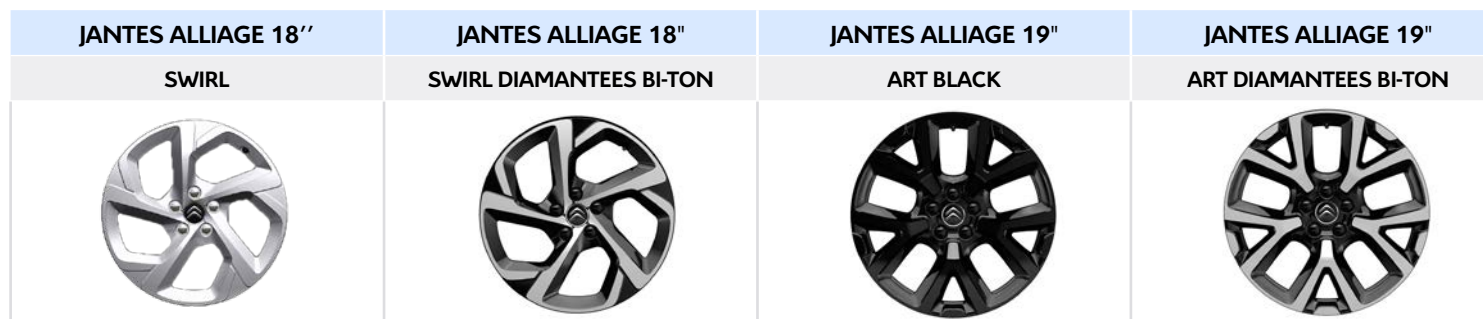 JANTES ALLIAGE 18’’
JANTES ALLIAGE 18"
JANTES ALLIAGE 19"
JANTES ALLIAGE 19"
SWIRL
SWIRL DIAMANTEES BI-TON
ART BLACK
ART DIAMANTEES BI-TON